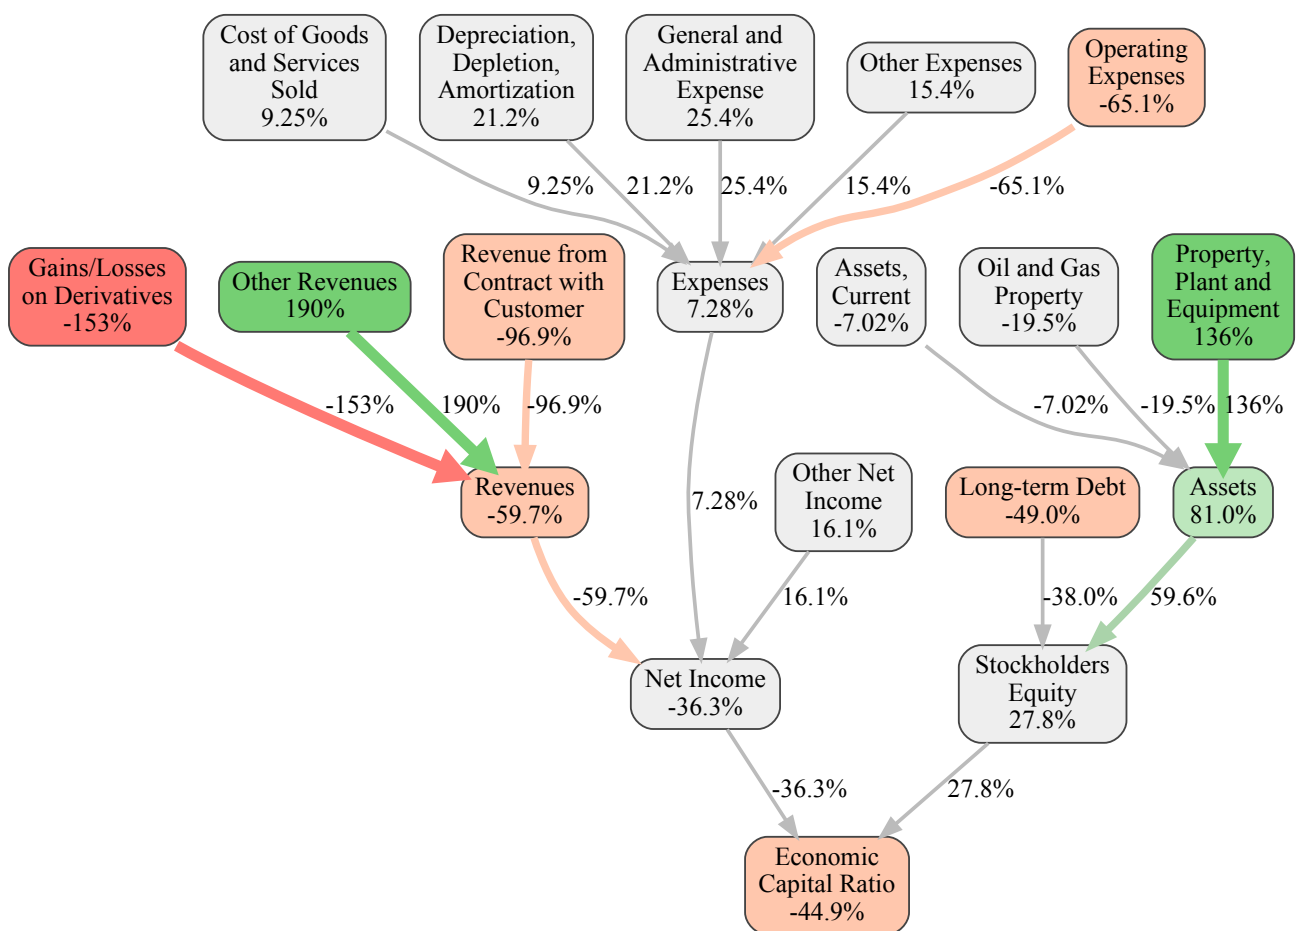 Cost of Goods
and Services
Sold
9.25%
Depreciation,
Depletion,
Amortization
21.2%
General and
Administrative
Expense
25.4%
Other Expenses
15.4%
Operating
Expenses
-65.1%
9.25%
21.2%
25.4%
15.4%
-65.1%
Gains/Losses
on Derivatives
-153%
Other Revenues
190%
Revenue from
Contract with
Customer
-96.9%
Expenses
7.28%
Assets,
Current
-7.02%
Oil and Gas
Property
-19.5%
Property,
Plant and
Equipment
136%
-153%
190%
-96.9%
-7.02%
-19.5%
136%
Revenues
-59.7%
7.28%
Other Net
Income
16.1%
Long-term Debt
-49.0%
Assets
81.0%
-59.7%
16.1%
-38.0%
59.6%
Net Income
-36.3%
Stockholders
Equity
27.8%
-36.3%
27.8%
Economic
Capital Ratio
-44.9%